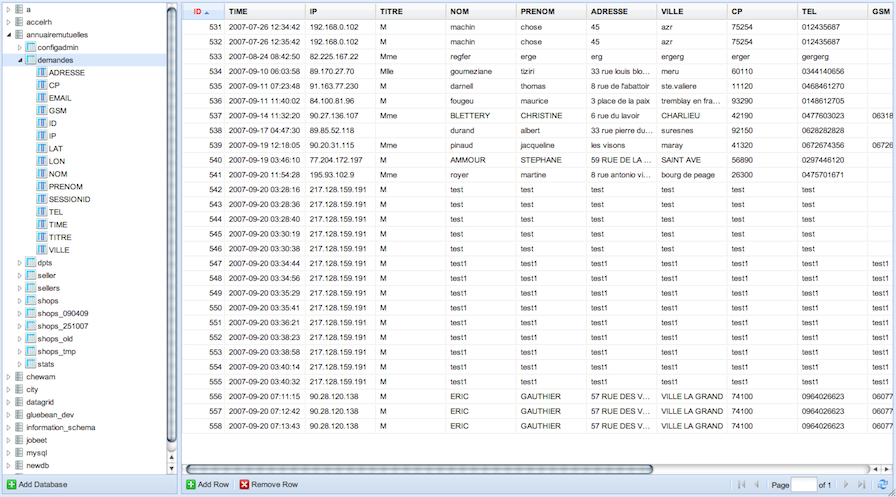 a
accelrh
annuairemutuelles
configadmin
demandes
ADRESSE
CP
EMAIL
GSM
ID
IP
LAT
LON
NOM
PRENOM
SESSIONID
TEL
TIME
TITRE
VILLE
dpts
seller
sellers
shops
shops_090409
shops_251007
shops_old
shops_tmp
stats
chewam
city
datagrid
gluebean_dev
information_schema
jobeet
mysql
newdb
Add Database
ID TIME IP TITRE NOM PRENOM ADRESSE VILLE CP TEL GSM
531 2007-07-26 12:34:42 192.168.0.102 M machin chose 45 azr 75254 012435687
532 2007-07-26 12:35:42 192.168.0.102 M machin chose 45 azr 75254 012435687
533 2007-08-24 08:42:50 82.225.167.22 Mme regfer erge erg ergerg erger gergerg
534 2007-09-10 06:03:58 89.170.27.70 Mlle goumeziane tiziri 33 rue louis blo... meru 60110 0344140656
535 2007-09-11 07:23:48 91.163.77.230 M darnell thomas 8 rue de l'abattoir ste.valiere 11120 0468461270
536 2007-09-11 11:40:02 84.100.81.96 M fougeu maurice 3 place de la paix tremblay en fra... 93290 0148612705
537 2007-09-14 11:32:20 90.27.136.107 Mme BLETTERY CHRISTINE 6 rue du lavoir CHARLIEU 42190 0477603023 06318
538 2007-09-17 04:47:30 89.85.52.118 durand albert 33 rue pierre du... suresnes 92150 0628282828
539 2007-09-19 12:18:05 90.20.31.115 Mme pinaud jacqueline les visons maray 41320 0672674356 06726
540 2007-09-19 03:46:10 77.204.172.197 M AMMOUR STEPHANE 59 RUE DE LA ... SAINT AVE 56890 0297446120
541 2007-09-20 11:54:28 195.93.102.9 Mme royer martine 8 rue antonio vi... bourg de peage 26300 0475701671
542 2007-09-20 03:28:16 217.128.159.191 M test test test test test test
543 2007-09-20 03:28:36 217.128.159.191 M test test test test test test
544 2007-09-20 03:28:40 217.128.159.191 M test test test test test test
545 2007-09-20 03:30:19 217.128.159.191 M test test test test test test
546 2007-09-20 03:30:38 217.128.159.191 M test test test test test test
547 2007-09-20 03:34:44 217.128.159.191 M test1 test1 test1 test1 test1 test1 test1
548 2007-09-20 03:34:56 217.128.159.191 M test1 test1 test1 test1 test1 test1 test1
549 2007-09-20 03:35:29 217.128.159.191 M test1 test1 test1 test1 test1 test1 test1
550 2007-09-20 03:35:41 217.128.159.191 M test1 test1 test1 test1 test1 test1 test1
551 2007-09-20 03:36:21 217.128.159.191 M test1 test1 test1 test1 test1 test1 test1
552 2007-09-20 03:38:23 217.128.159.191 M test1 test1 test1 test1 test1 test1 test1
553 2007-09-20 03:38:58 217.128.159.191 M test1 test1 test1 test1 test1 test1 test1
554 2007-09-20 03:40:14 217.128.159.191 M test1 test1 test1 test1 test1 test1 test1
555 2007-09-20 03:40:32 217.128.159.191 M test1 test1 test1 test1 test1 test1 test1
556 2007-09-20 07:11:15 90.28.120.138 M ERIC GAUTHIER 57 RUE DES V... VILLE LA GRAND 74100 0964026623 06077
557 2007-09-20 07:12:42 90.28.120.138 M ERIC GAUTHIER 57 RUE DES V... VILLE LA GRAND 74100 0964026623 06077
558 2007-09-20 07:13:43 90.28.120.138 M ERIC GAUTHIER 57 RUE DES V... VILLE LA GRAND 74100 0964026623 06077
Add Row Remove Row Page of 1